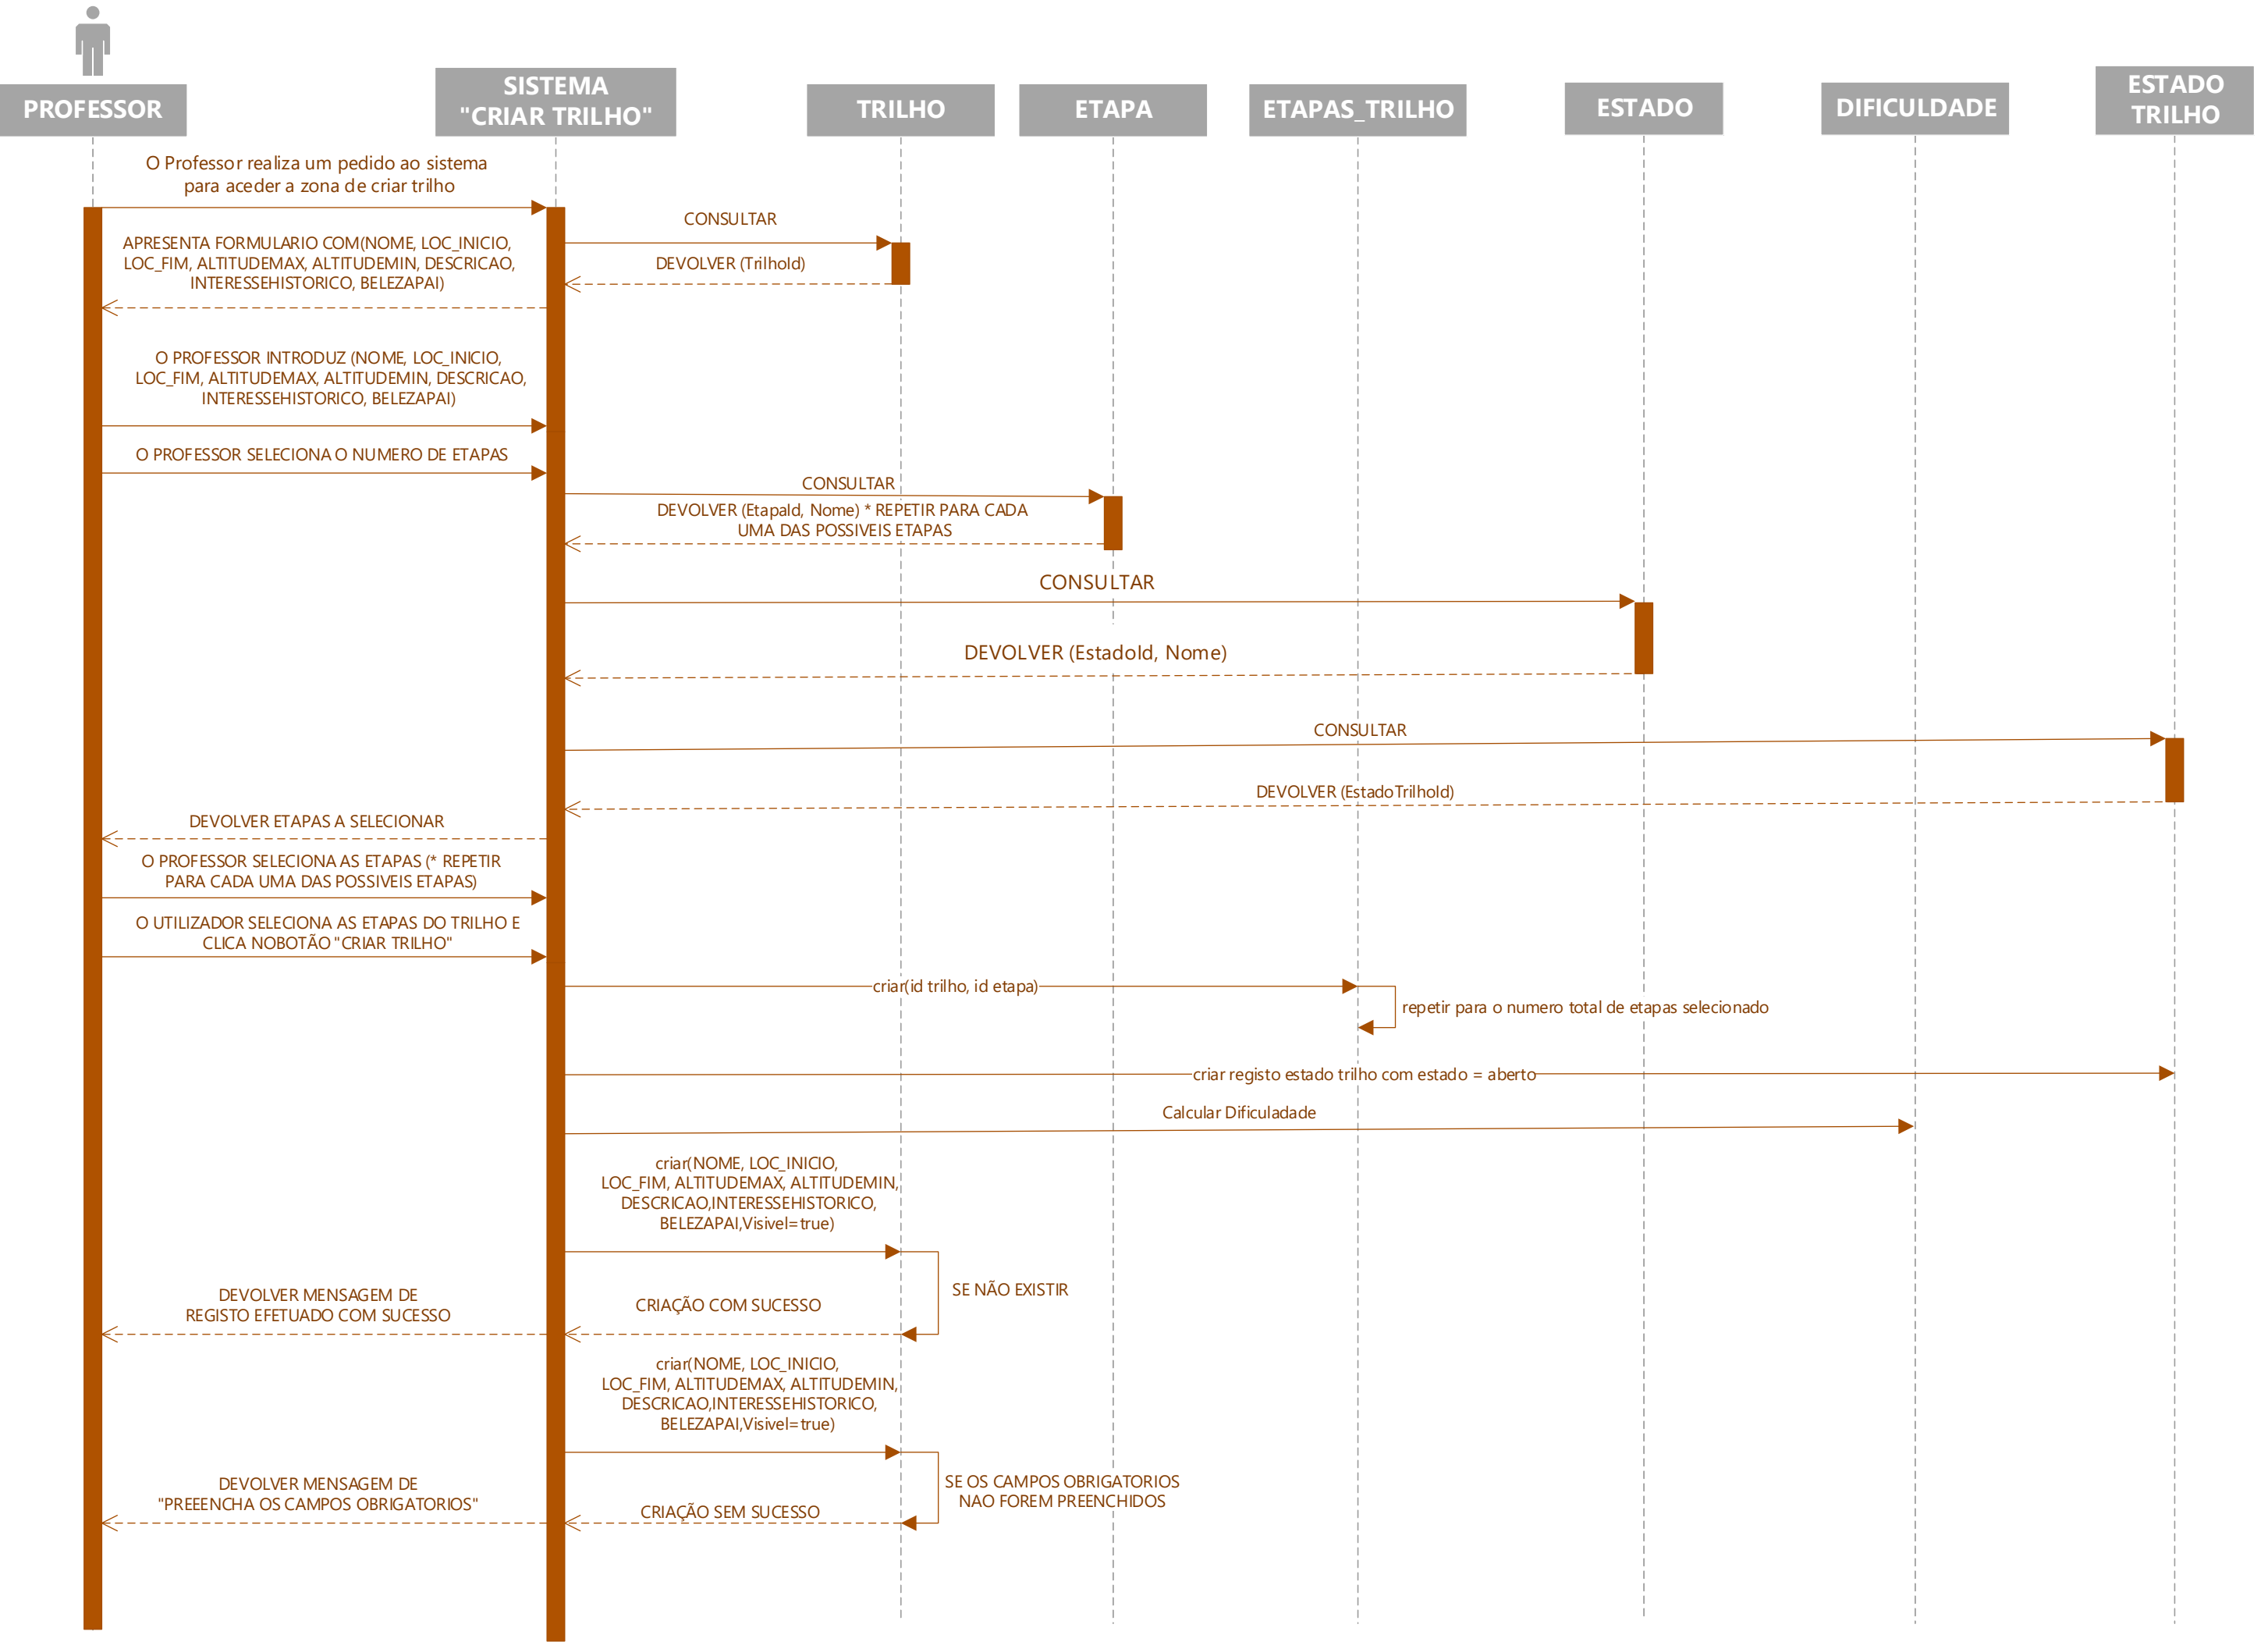 PROFESSOR
SISTEMA
"CRIAR TRILHO"
TRILHO
ETAPA
ETAPAS_TRILHO
ESTADO
DIFICULDADE
ESTADO
TRILHO
O Professor realiza um pedido ao sistema
para aceder a zona de criar trilho
CONSULTAR
APRESENTA FORMULARIO COM(NOME, LOC_INICIO,
LOC_FIM, ALTITUDEMAX, ALTITUDEMIN, DESCRICAO,
INTERESSEHISTORICO, BELEZAPAI)
DEVOLVER (TrilhoId)
O PROFESSOR INTRODUZ (NOME, LOC_INICIO,
LOC_FIM, ALTITUDEMAX, ALTITUDEMIN, DESCRICAO,
INTERESSEHISTORICO, BELEZAPAI)
O PROFESSOR SELECIONA O NUMERO DE ETAPAS
CONSULTAR
DEVOLVER (EtapaId, Nome) * REPETIR PARA CADA
UMA DAS POSSIVEIS ETAPAS
CONSULTAR
DEVOLVER (EstadoId, Nome)
CONSULTAR
DEVOLVER (EstadoTrilhoId)
DEVOLVER ETAPAS A SELECIONAR
O PROFESSOR SELECIONA AS ETAPAS (* REPETIR
PARA CADA UMA DAS POSSIVEIS ETAPAS)
O UTILIZADOR SELECIONA AS ETAPAS DO TRILHO E
CLICA NOBOTÃO "CRIAR TRILHO"
criar(id trilho, id etapa)
repetir para o numero total de etapas selecionado
criar registo estado trilho com estado = aberto
Calcular Dificuladade
criar(NOME, LOC_INICIO,
LOC_FIM, ALTITUDEMAX, ALTITUDEMIN,
DESCRICAO,INTERESSEHISTORICO,
BELEZAPAI,Visivel=true)
SE NÃO EXISTIR
DEVOLVER MENSAGEM DE
REGISTO EFETUADO COM SUCESSO
CRIAÇÃO COM SUCESSO
criar(NOME, LOC_INICIO,
LOC_FIM, ALTITUDEMAX, ALTITUDEMIN,
DESCRICAO,INTERESSEHISTORICO,
BELEZAPAI,Visivel=true)
SE OS CAMPOS OBRIGATORIOS
NAO FOREM PREENCHIDOS
DEVOLVER MENSAGEM DE
"PREEENCHA OS CAMPOS OBRIGATORIOS"
CRIAÇÃO SEM SUCESSO